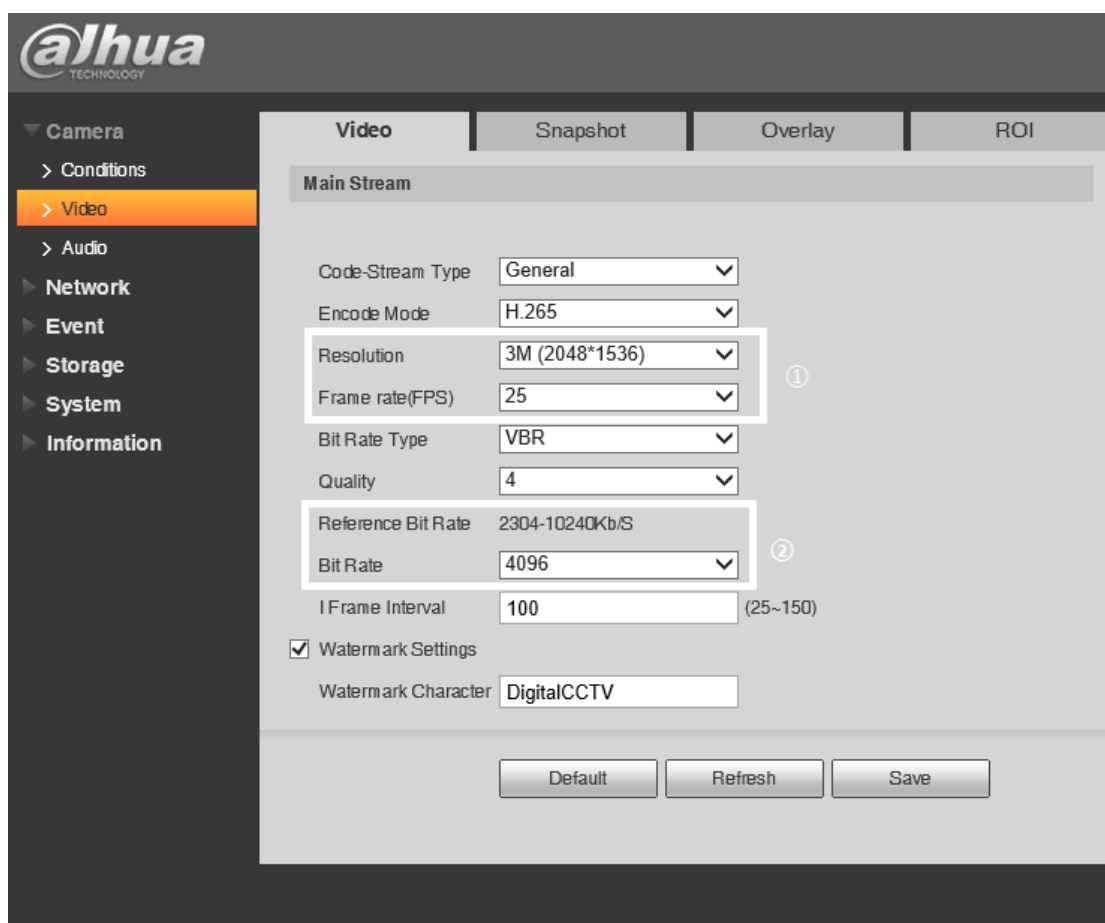 alhua
TECHNOLOGY
Camera
Conditions
Video
Audio
Network
Event
Storage
System
Information
Video Snapshot Overlay ROI
Main Stream
Code-Stream Type General
Encode Mode H.265
Resolution 3M (2048*1536)
Frame rate(FPS) 25
①
Bit Rate Type VBR
Quality 4
Reference Bit Rate 2304-10240Kb/S
Bit Rate 4096
②
I Frame Interval 100 (25~150)
Watermark Settings
Watermark Character DigitalCCTV
Default Refresh Save